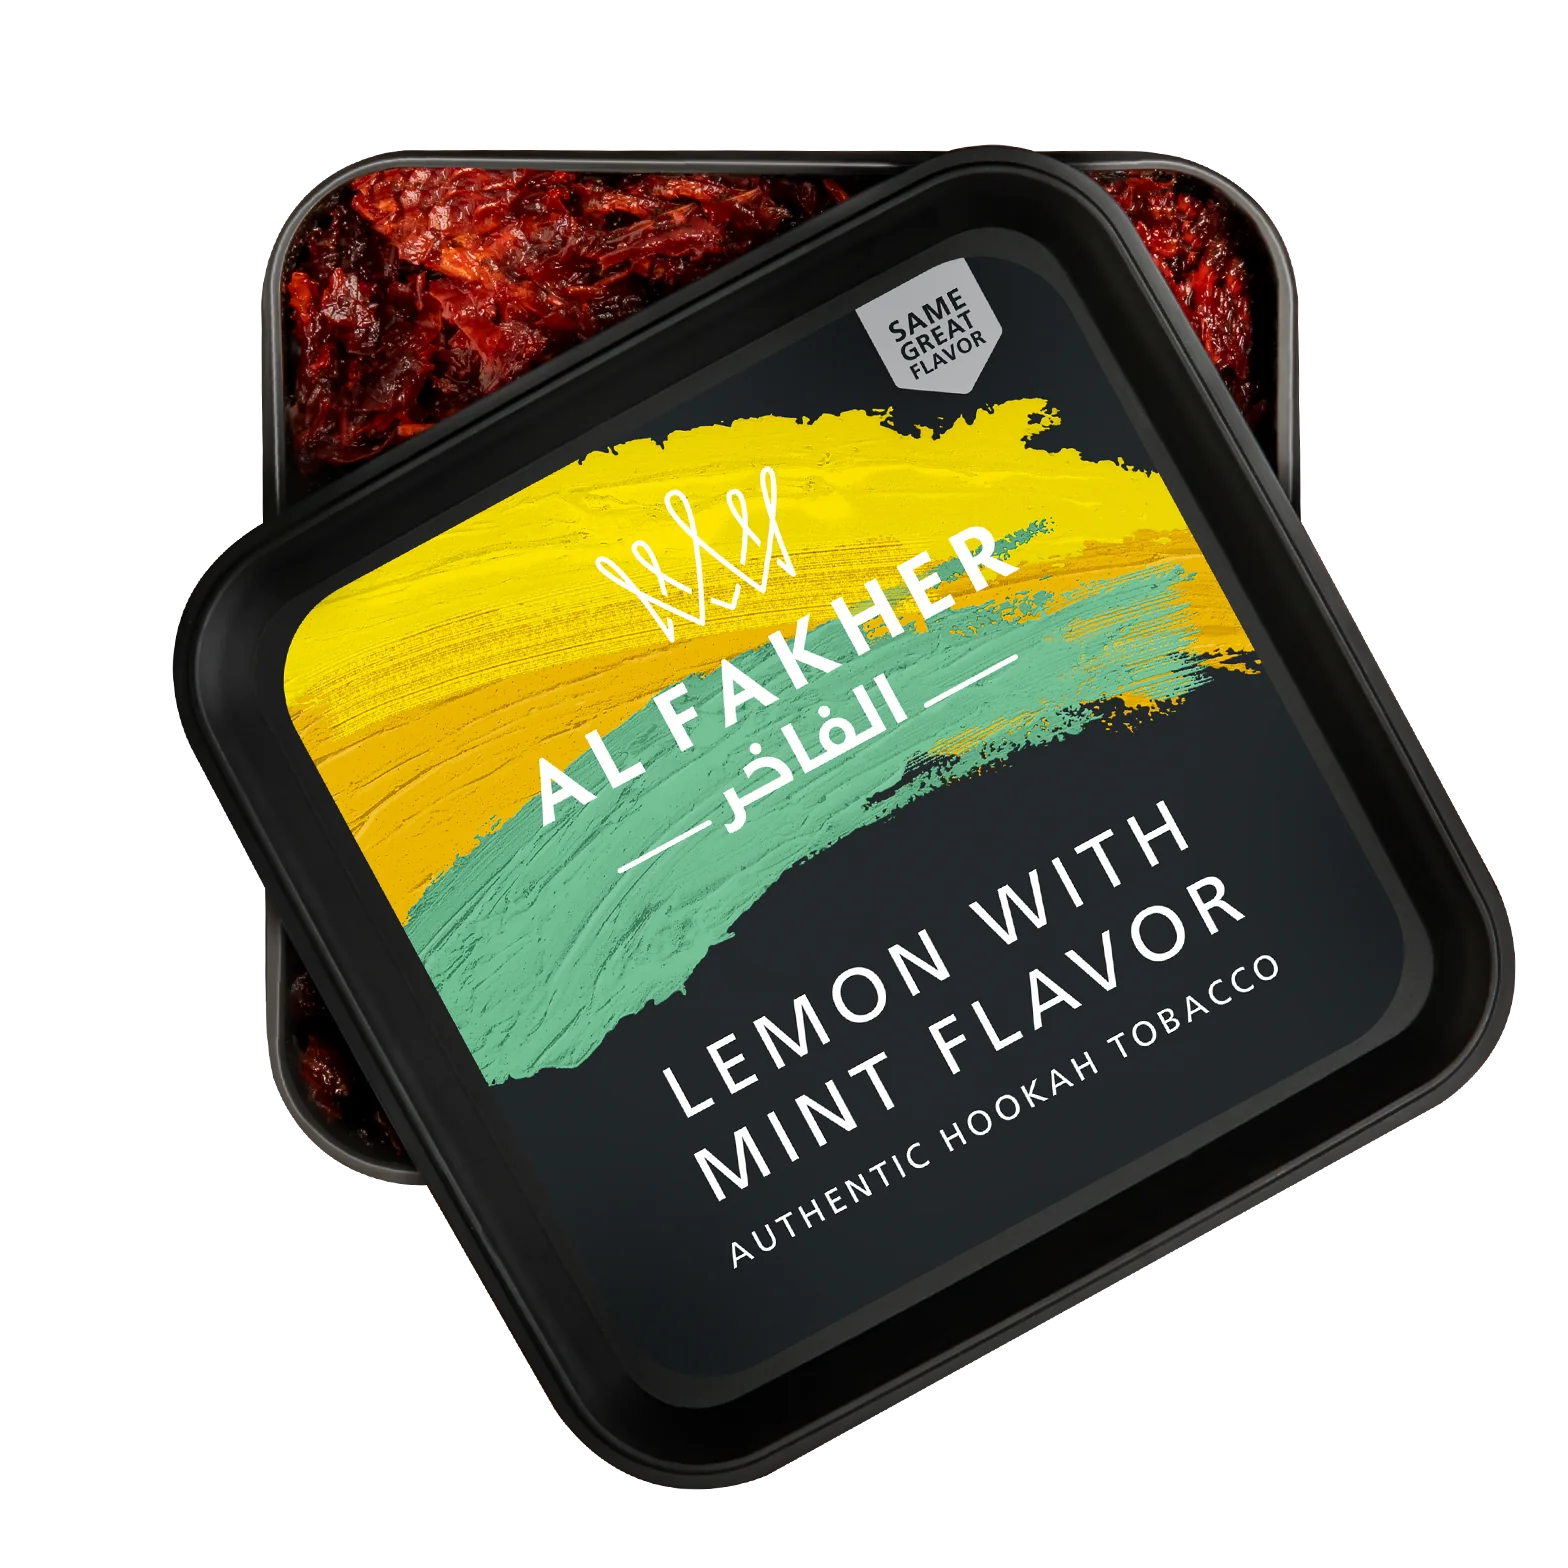 SAME
GREAT
FLAVOR
AL FAKHER
الفاخر
LEMON WITH
MINT FLAVOR
AUTHENTIC HOOKAH TOBACCO